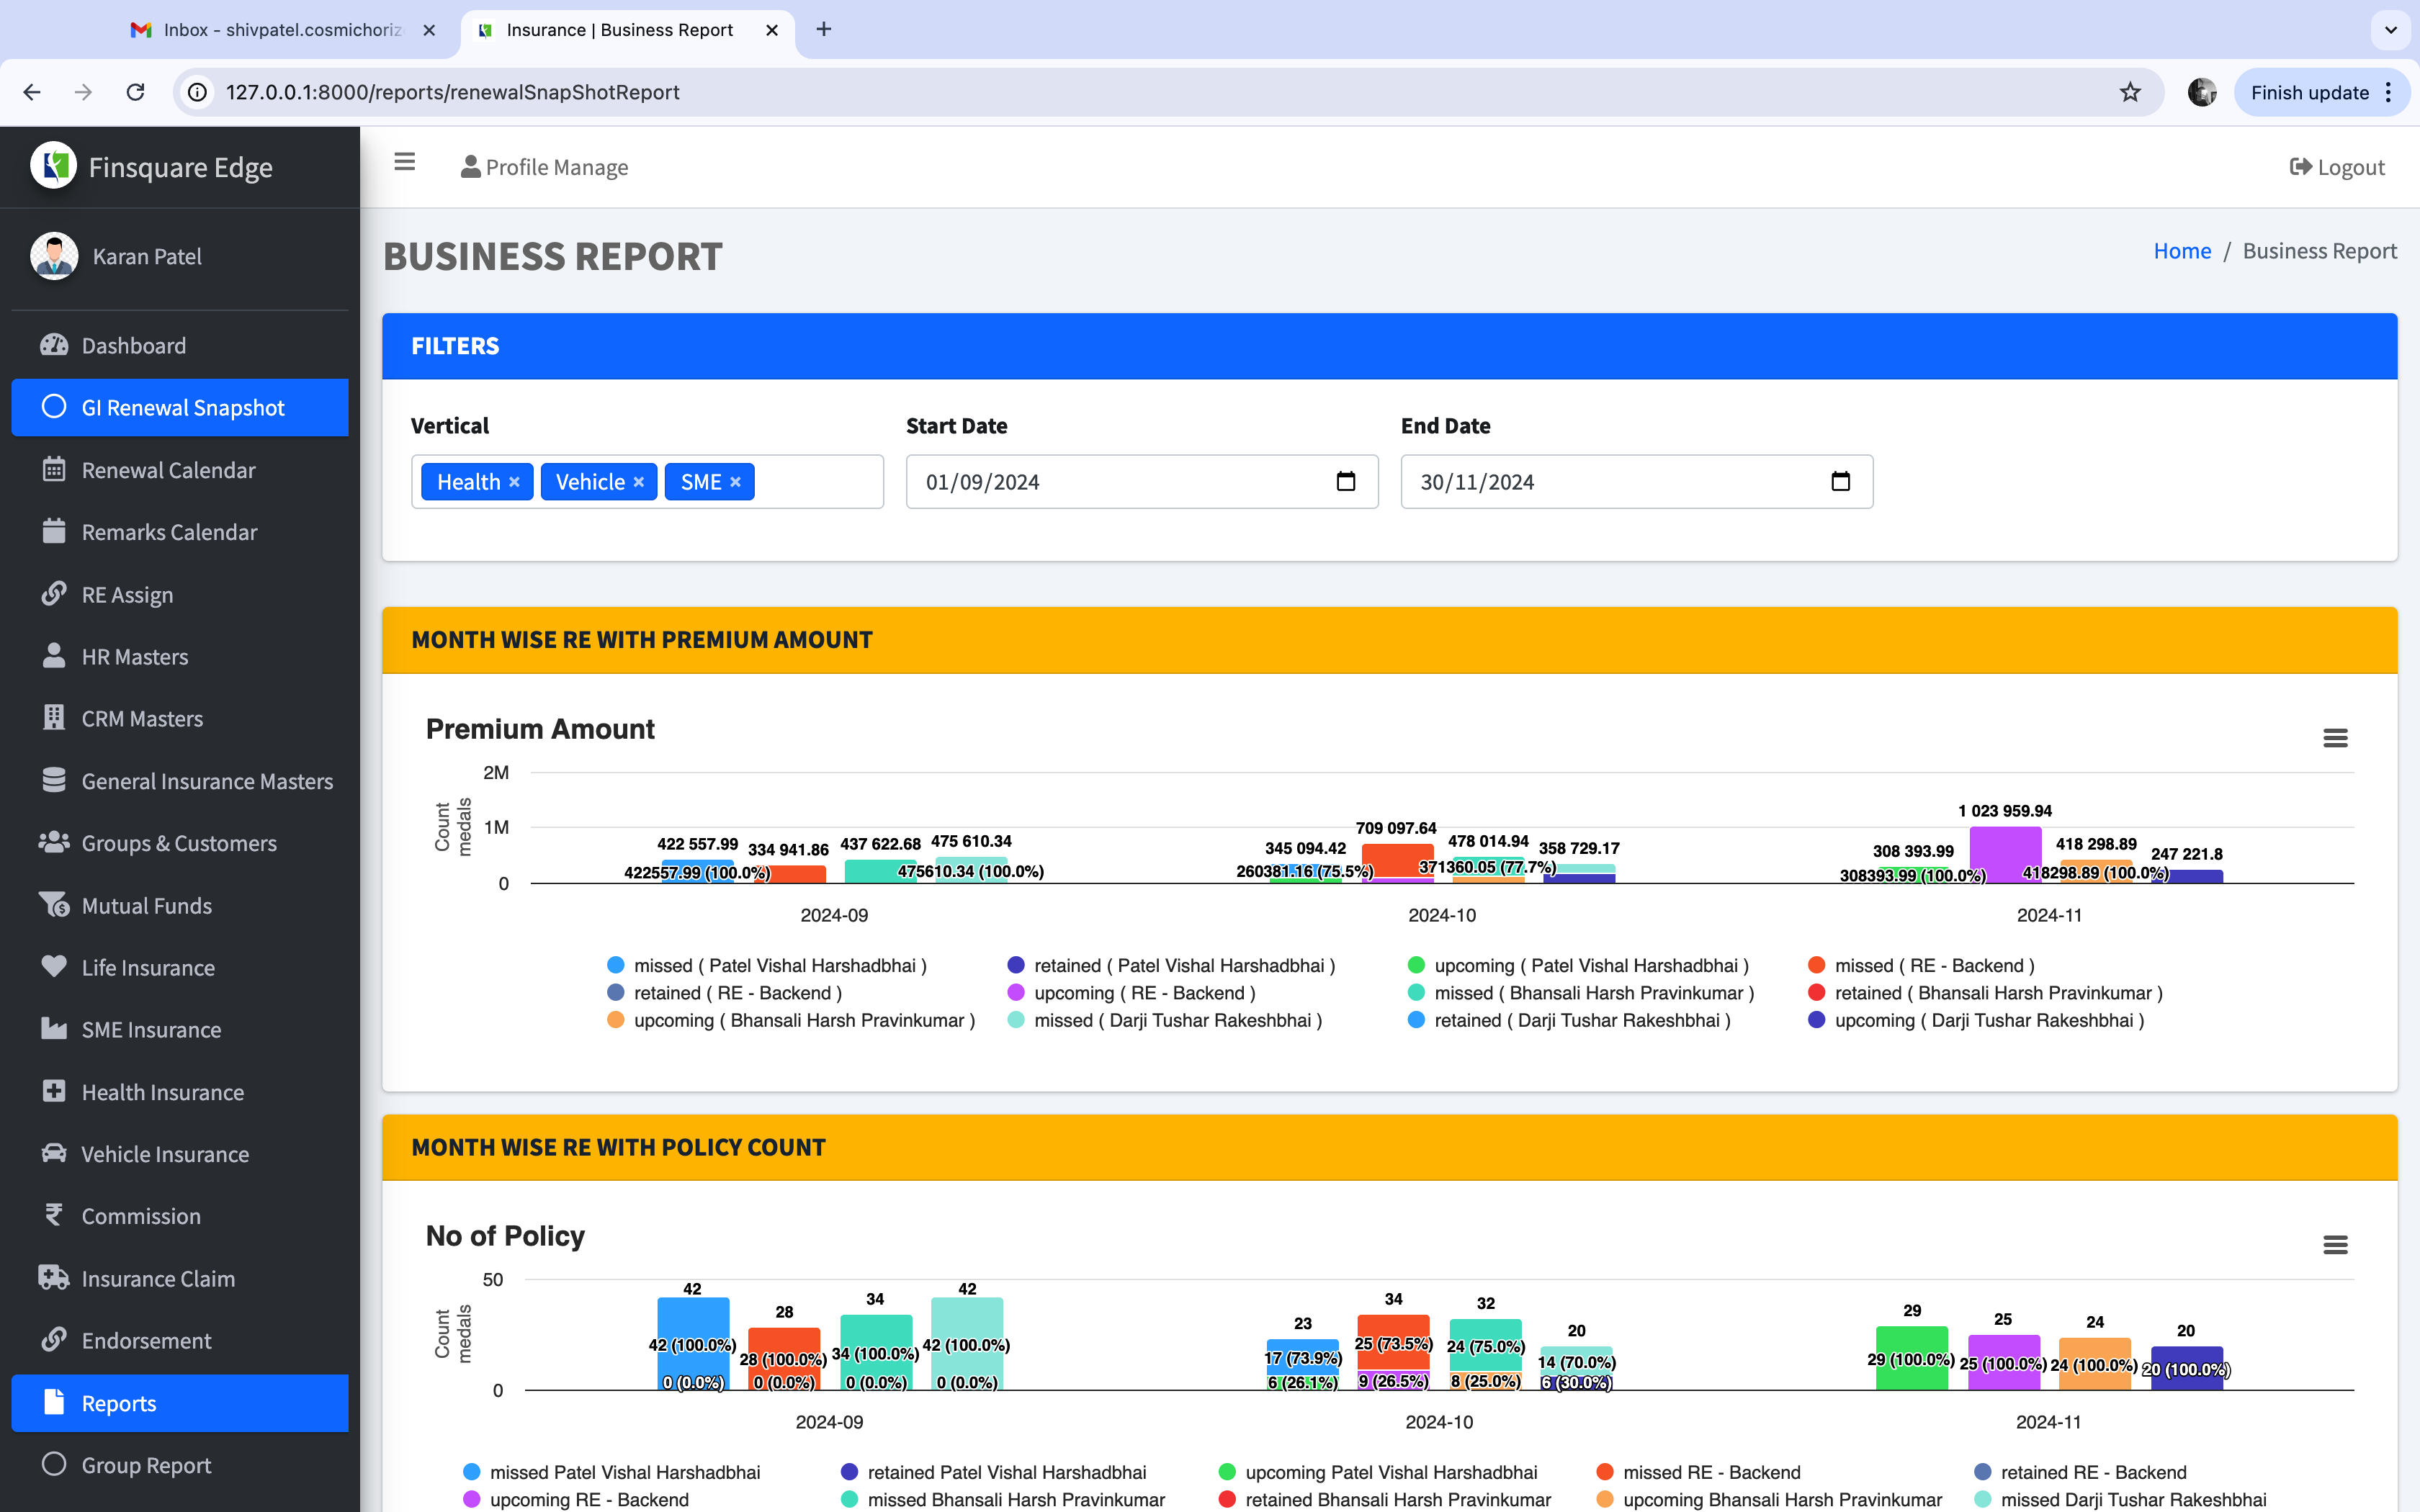 Inbox - shivpatel.cosmichoriz
Insurance | Business Report
127.0.0.1:8000/reports/renewalSnapShotReport
Finish update
Finsquare Edge
Profile Manage
Logout
Karan Patel
Dashboard
GI Renewal Snapshot
Renewal Calendar
Remarks Calendar
RE Assign
HR Masters
CRM Masters
General Insurance Masters
Groups & Customers
Mutual Funds
Life Insurance
SME Insurance
Health Insurance
Vehicle Insurance
Commission
Insurance Claim
Endorsement
Reports
Group Report
BUSINESS REPORT
Home / Business Report
FILTERS
Vertical
Health × Vehicle × SME ×
Start Date
01/09/2024
End Date
30/11/2024
MONTH WISE RE WITH PREMIUM AMOUNT
Premium Amount
Count medals
2M
1M
0
422 557.99 334 941.86 437 622.68 475 610.34
422557.99 (100.0%) 475610.34 (100.0%)
345 094.42 709 097.64 478 014.94 358 729.17
260381.16 (75.5%) 371360.05 (77.7%)
308 393.99 1 023 959.94 418 298.89 247 221.8
308393.99 (100.0%) 418298.89 (100.0%)
2024-09 2024-10 2024-11
missed ( Patel Vishal Harshadbhai ) retained ( Patel Vishal Harshadbhai ) upcoming ( Patel Vishal Harshadbhai ) missed ( RE - Backend )
retained ( RE - Backend ) upcoming ( RE - Backend ) missed ( Bhansali Harsh Pravinkumar ) retained ( Bhansali Harsh Pravinkumar )
upcoming ( Bhansali Harsh Pravinkumar ) missed ( Darji Tushar Rakeshbhai ) retained ( Darji Tushar Rakeshbhai ) upcoming ( Darji Tushar Rakeshbhai )
MONTH WISE RE WITH POLICY COUNT
No of Policy
Count medals
50
0
42 28 34 42
42 (100.0%) 28 (100.0%) 34 (100.0%) 42 (100.0%)
0 (0.0%) 0 (0.0%) 0 (0.0%) 0 (0.0%)
23 34 32 20
17 (73.9%) 25 (73.5%) 24 (75.0%) 14 (70.0%)
6 (26.1%) 9 (26.5%) 8 (25.0%) 6 (30.0%)
29 25 24 20
29 (100.0%) 25 (100.0%) 24 (100.0%) 20 (100.0%)
2024-09 2024-10 2024-11
missed Patel Vishal Harshadbhai retained Patel Vishal Harshadbhai upcoming Patel Vishal Harshadbhai missed RE - Backend retained RE - Backend
upcoming RE - Backend missed Bhansali Harsh Pravinkumar retained Bhansali Harsh Pravinkumar upcoming Bhansali Harsh Pravinkumar missed Darji Tushar Rakeshbhai